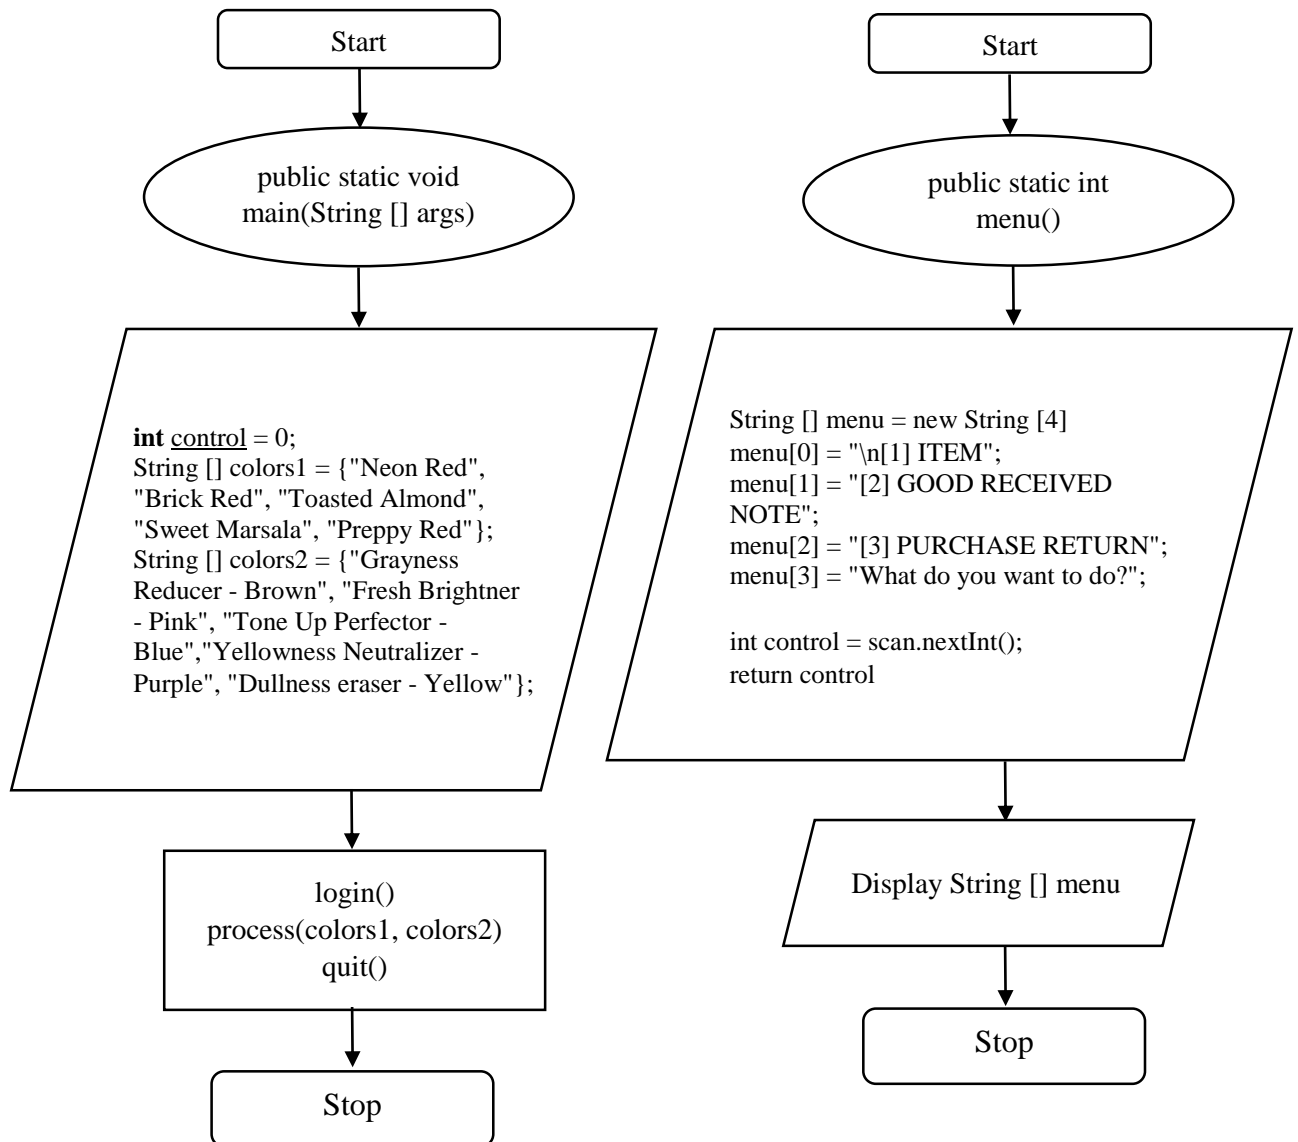 Start
public static void
main(String [] args)
int control = 0;
String [] colors1 = {"Neon Red",
"Brick Red", "Toasted Almond",
"Sweet Marsala", "Preppy Red"};
String [] colors2 = {"Grayness
Reducer - Brown", "Fresh Brightner
- Pink", "Tone Up Perfector -
Blue","Yellowness Neutralizer -
Purple", "Dullness eraser - Yellow"};
login()
process(colors1, colors2)
quit()
Stop
Start
public static int
menu()
String [] menu = new String [4]
menu[0] = "\n[1] ITEM";
menu[1] = "[2] GOOD RECEIVED
NOTE";
menu[2] = "[3] PURCHASE RETURN";
menu[3] = "What do you want to do?";
int control = scan.nextInt();
return control
Display String [] menu
Stop